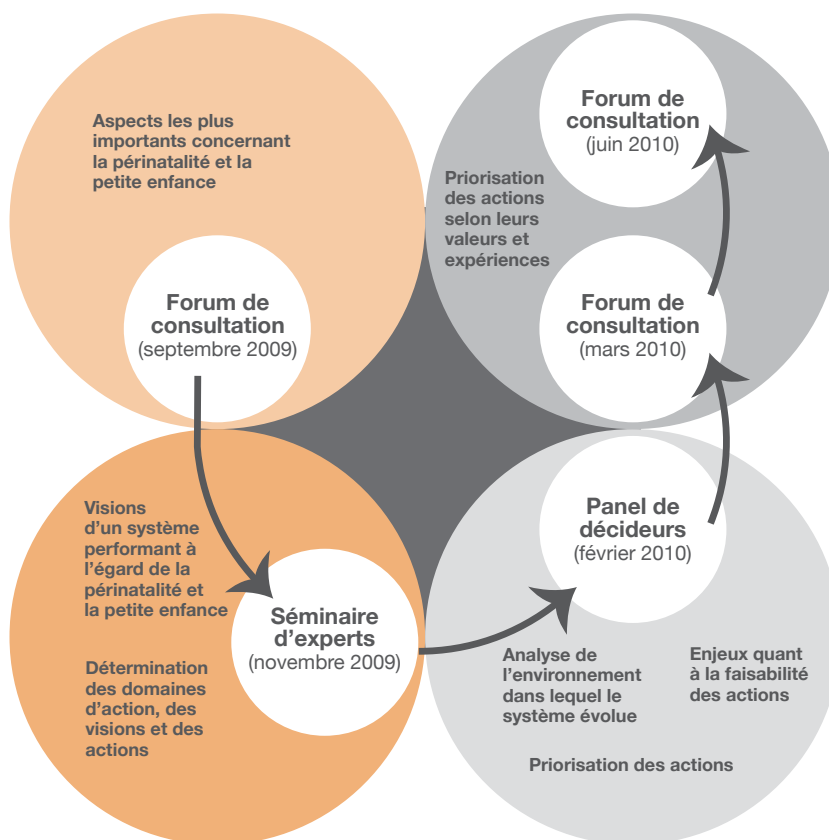 Aspects les plus
importants concernant
la périnatalité et la
petite enfance
Forum de
consultation
(septembre 2009)
Visions
d'un système
performant à
l'égard de la
périnatalité et
la petite enfance
Détermination
des domaines
d'action, des
visions et des
actions
Séminaire
d'experts
(novembre 2009)
Panel de
décideurs
(février 2010)
Analyse de
l'environnement
dans lequel le
système évolue
Enjeux quant
à la faisabilité
des actions
Priorisation des actions
Forum de
consultation
(mars 2010)
Priorisation
des actions
selon leurs
valeurs et
expériences
Forum de
consultation
(juin 2010)